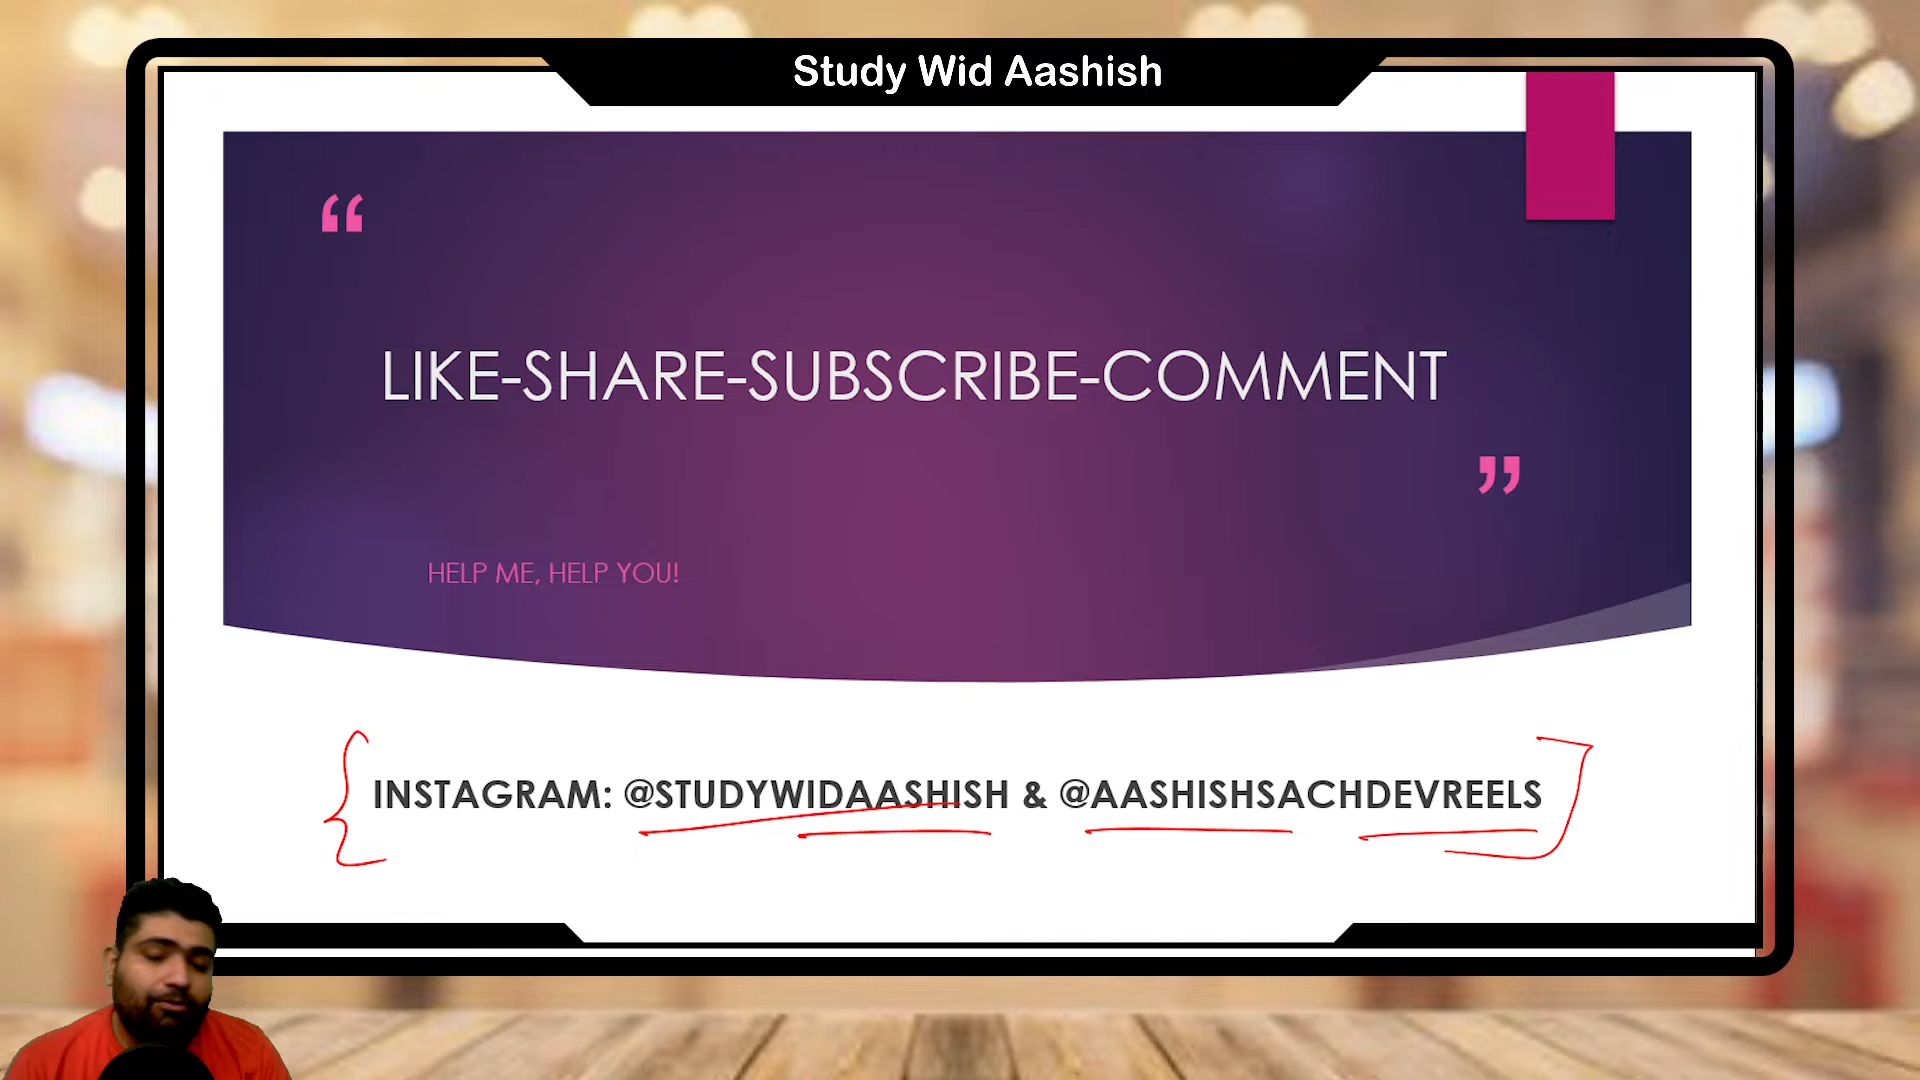 Study Wid Aashish
“
LIKE-SHARE-SUBSCRIBE-COMMENT
”
HELP ME, HELP YOU!
INSTAGRAM: @STUDYWIDAASHISH & @AASHISHSACHDEVREELS